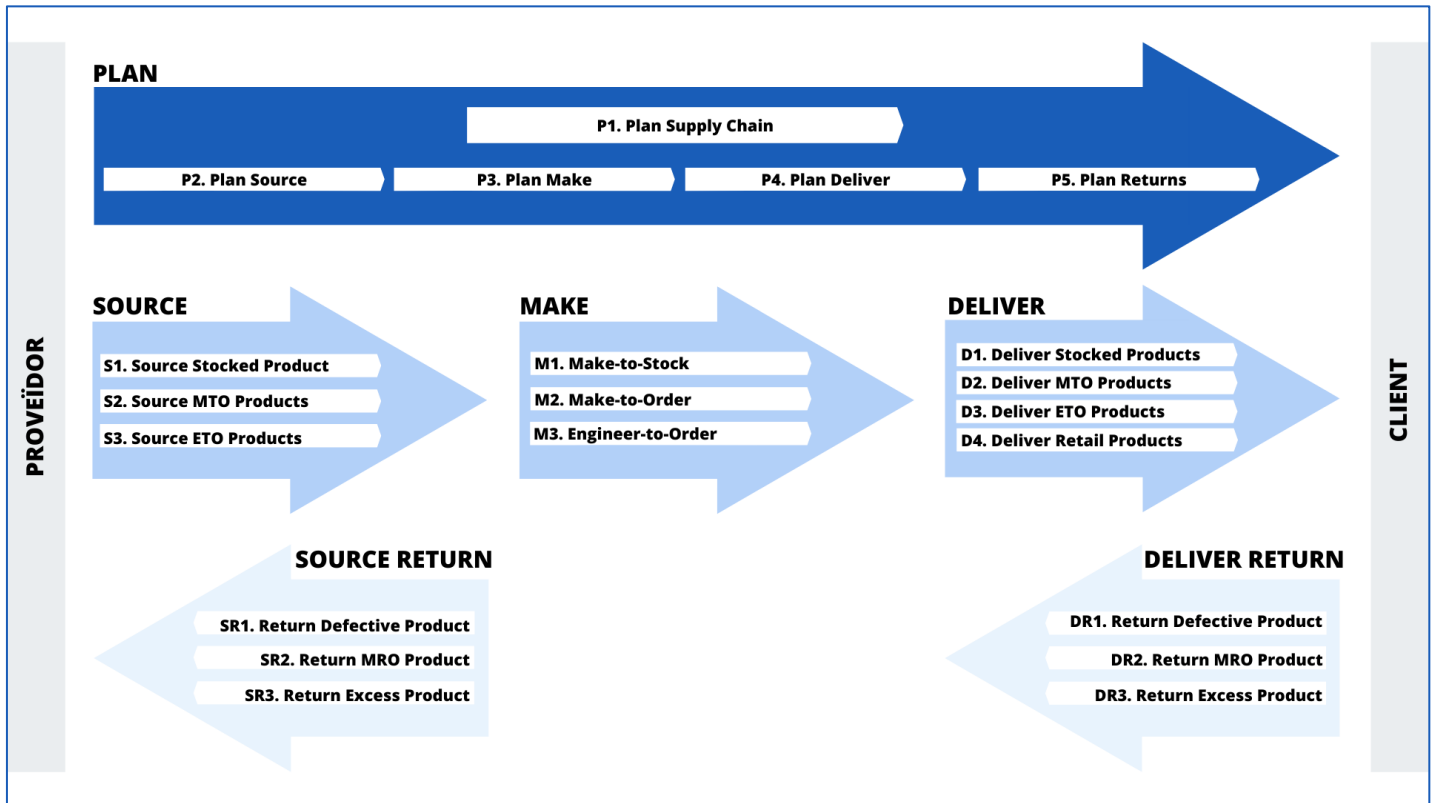 PLAN
P1. Plan Supply Chain
P2. Plan Source
P3. Plan Make
P4. Plan Deliver
P5. Plan Returns
PROVEÏDOR
SOURCE
S1. Source Stocked Product
S2. Source MTO Products
S3. Source ETO Products
MAKE
M1. Make-to-Stock
M2. Make-to-Order
M3. Engineer-to-Order
DELIVER
D1. Deliver Stocked Products
D2. Deliver MTO Products
D3. Deliver ETO Products
D4. Deliver Retail Products
CLIENT
SOURCE RETURN
SR1. Return Defective Product
SR2. Return MRO Product
SR3. Return Excess Product
DELIVER RETURN
DR1. Return Defective Product
DR2. Return MRO Product
DR3. Return Excess Product